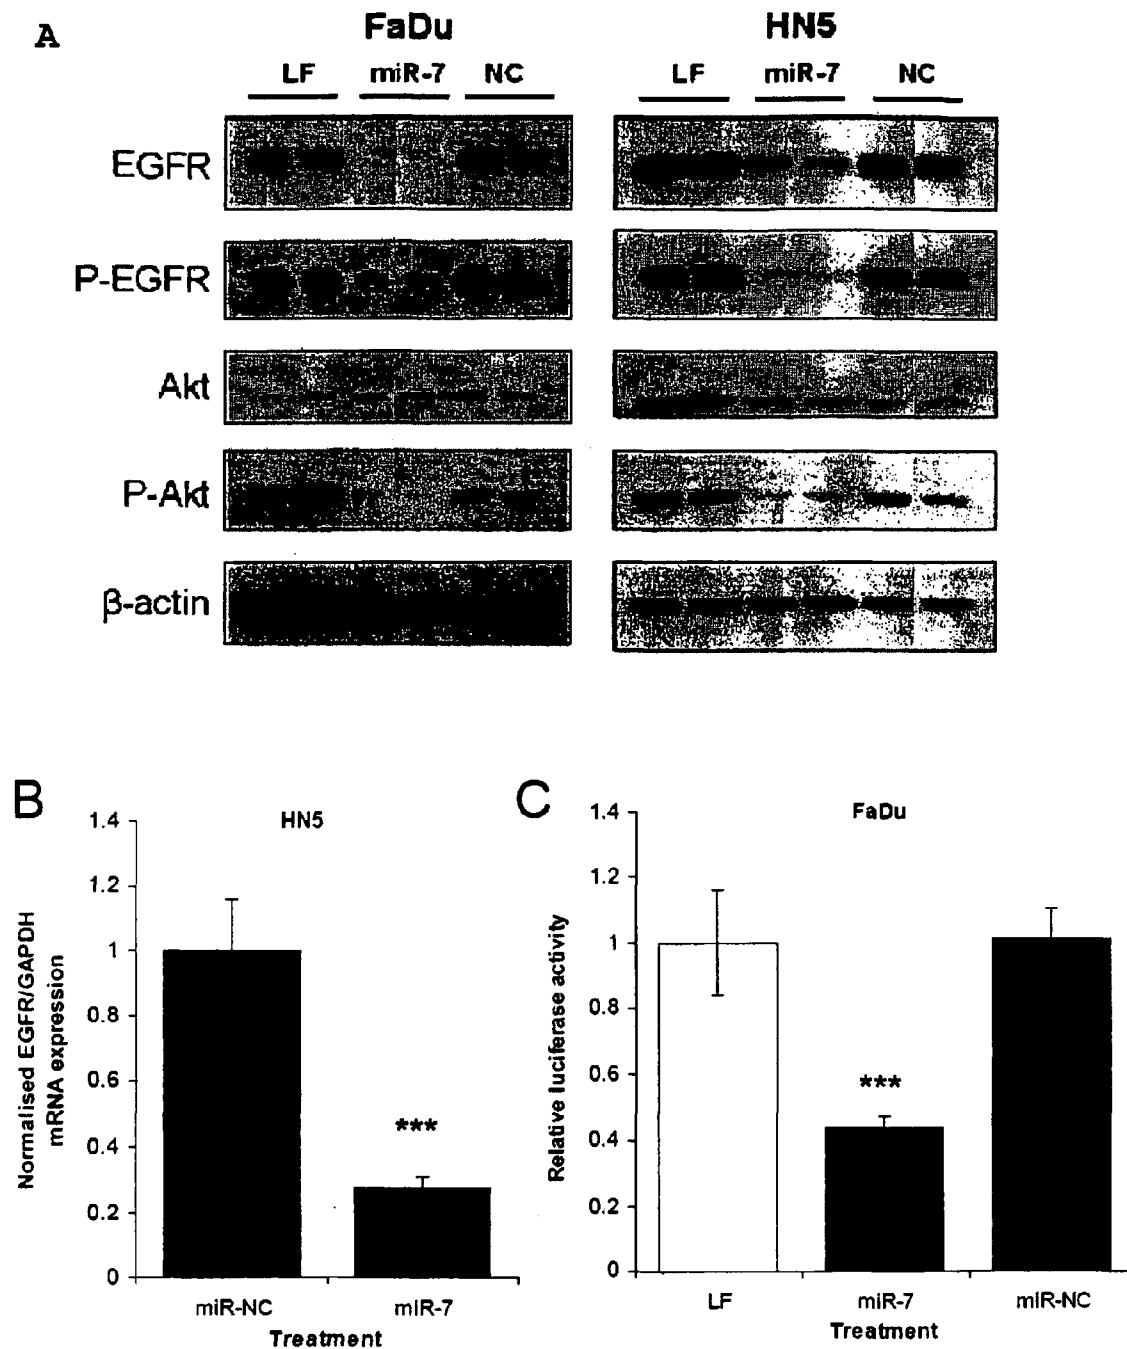 A
FaDu
HN5
LF miR-7 NC
LF miR-7 NC
EGFR
P-EGFR
Akt
P-Akt
β-actin
B
HN5
Normalised EGFR/GAPDH
mRNA expression
1.4
1.2
1
0.8
0.6
0.4
0.2
0
***
miR-NC miR-7
Treatment
C
FaDu
Relative luciferase activity
1.4
1.2
1
0.8
0.6
0.4
0.2
0
***
LF miR-7 miR-NC
Treatment